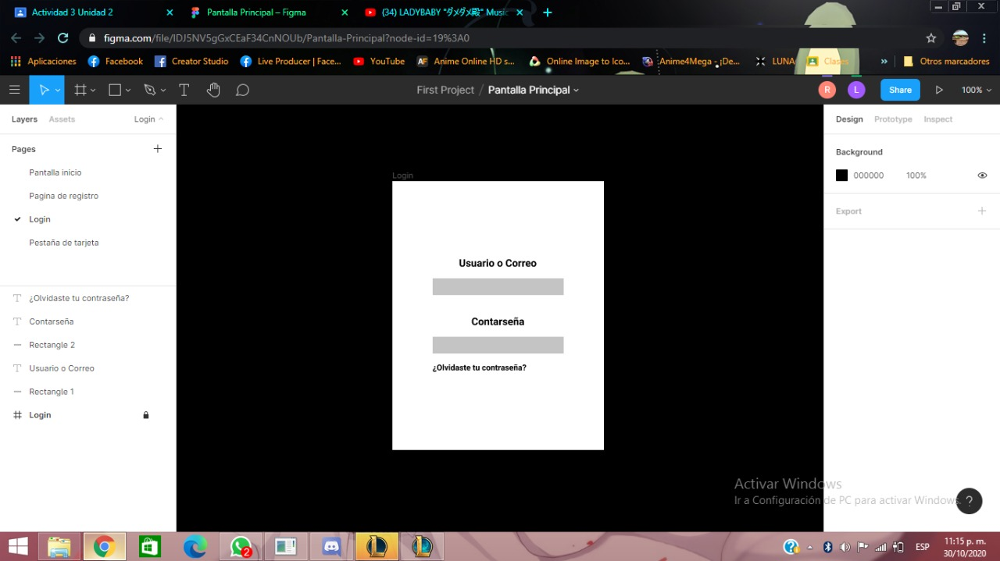 Actividad 3 Unidad 2
Pantalla Principal – Figma
(34) LADYBABY "ダメダメ殿" Music
figma.com/file/IDJ5NV5gGxCEaF34CnNOUb/Pantalla-Principal?node-id=19%3A0
Aplicaciones
Facebook
Creator Studio
Live Producer | Face...
YouTube
AF
Anime Online HD s...
Online Image to Ico...
Anime4Mega - ¡De...
LUNA
Clases
»
Otros marcadores
First Project / Pantalla Principal
R
L
Share
100%
Layers
Assets
Login
Design
Prototype
Inspect
Pages
Pantalla inicio
Pagina de registro
Login
Pestaña de tarjeta
¿Olvidaste tu contraseña?
Contarseña
Rectangle 2
Usuario o Correo
Rectangle 1
Login
Login
Usuario o Correo
Contarseña
¿Olvidaste tu contraseña?
Background
000000 100%
Export
Activar Windows
Ir a Configuración de PC para activar Windows.
?
2
ESP
11:15 p. m.
30/10/2020